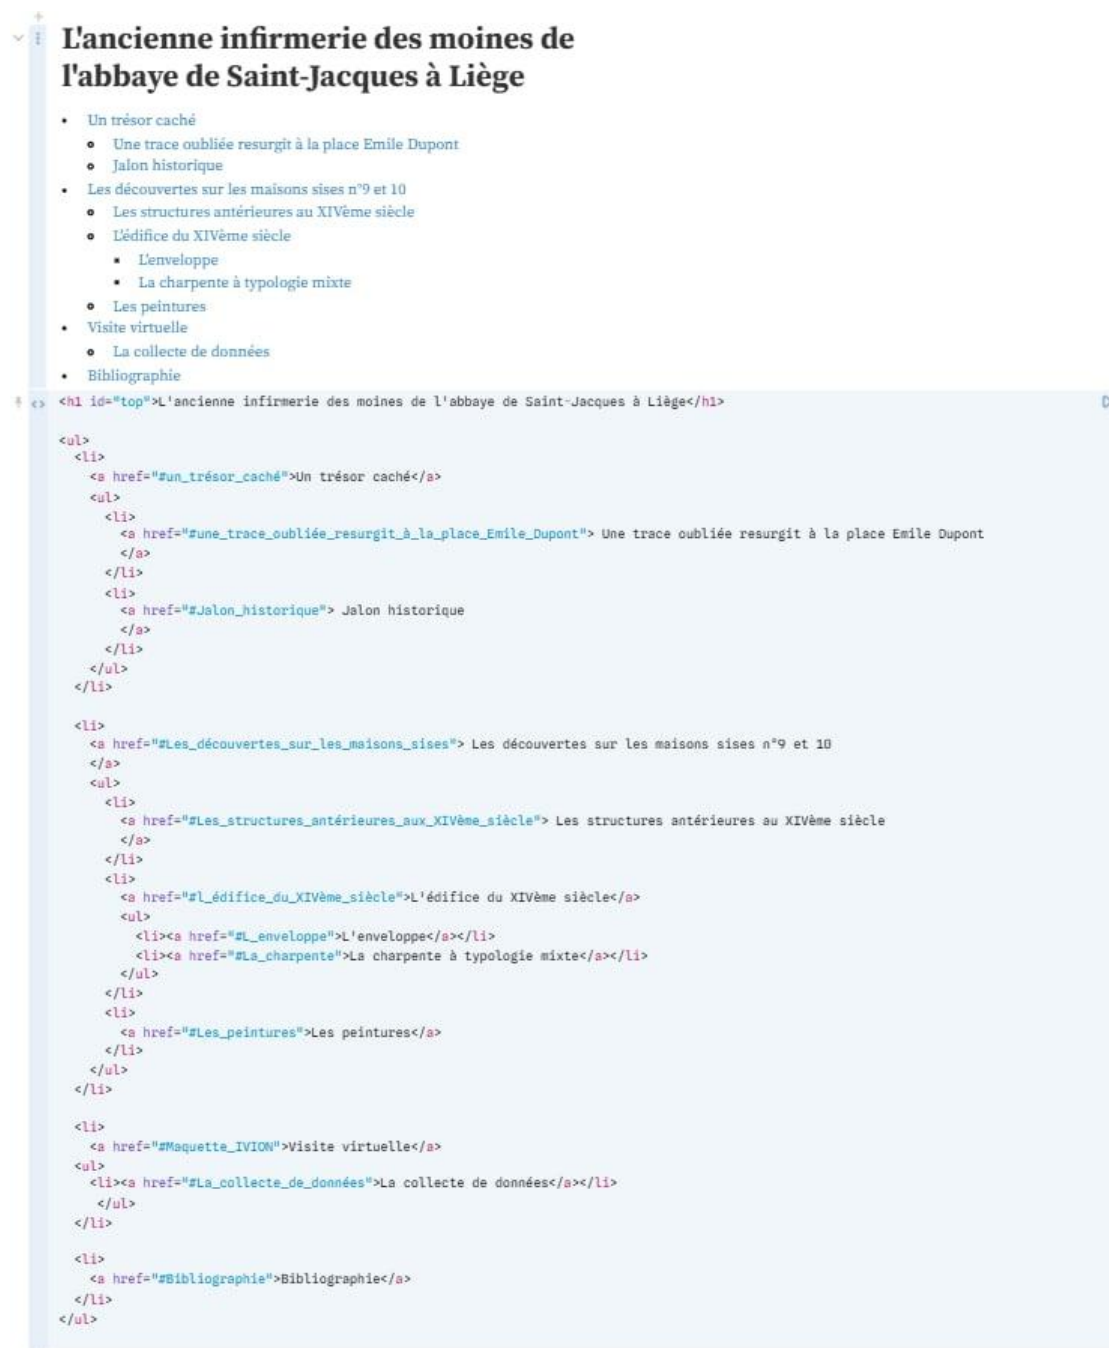 L'ancienne infirmerie des moines de
l'abbaye de Saint-Jacques à Liège
Un trésor caché
Une trace oubliée resurgit à la place Emile Dupont
Jalon historique
Les découvertes sur les maisons sises n°9 et 10
Les structures antérieures au XIVème siècle
L'édifice du XIVème siècle
L'enveloppe
La charpente à typologie mixte
Les peintures
Visite virtuelle
La collecte de données
Bibliographie
<h1 id="top">L'ancienne infirmerie des moines de l'abbaye de Saint-Jacques à Liège</h1>
<ul>
<li>
<a href="#un_trésor_caché">Un trésor caché</a>
<ul>
<li>
<a href="#une_trace_oubliée_resurgit_à_la_place_Emile_Dupont"> Une trace oubliée resurgit à la place Emile Dupont
</a>
</li>
<li>
<a href="#Jalon_historique"> Jalon historique
</a>
</li>
</ul>
</li>
<li>
<a href="#Les_découvertes_sur_les_maisons_sises"> Les découvertes sur les maisons sises n°9 et 10
</a>
<ul>
<li>
<a href="#Les_structures_antérieures_aux_XIVème_siècle"> Les structures antérieures au XIVème siècle
</a>
</li>
<li>
<a href="#l_édifice_du_XIVème_siècle">L'édifice du XIVème siècle</a>
<ul>
<li><a href="#L_enveloppe">L'enveloppe</a></li>
<li><a href="#La_charpente">La charpente à typologie mixte</a></li>
</ul>
</li>
<li>
<a href="#Les_peintures">Les peintures</a>
</li>
</ul>
</li>
<li>
<a href="#Maquette_IVION">Visite virtuelle</a>
<ul>
<li><a href="#La_collecte_de_données">La collecte de données</a></li>
</ul>
</li>
<li>
<a href="#Bibliographie">Bibliographie</a>
</li>
</ul>